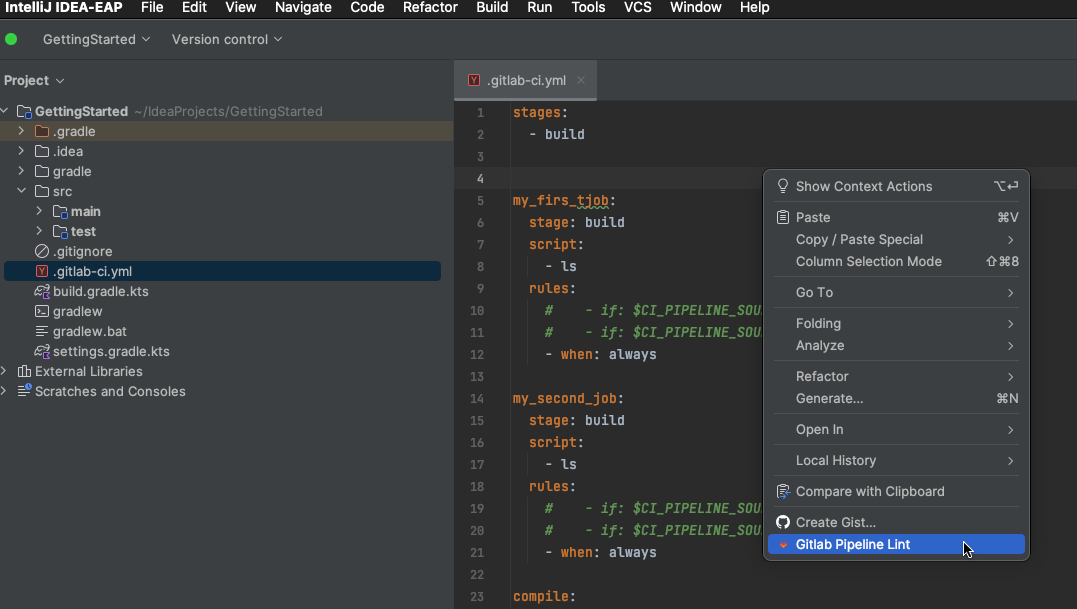 IntelliJ IDEA-EAP File Edit View Navigate Code Refactor Build Run Tools VCS Window Help
GettingStarted Version control
Project
GettingStarted ~/IdeaProjects/GettingStarted
.gradle
.idea
gradle
src
main
test
.gitignore
.gitlab-ci.yml
build.gradle.kts
gradlew
gradlew.bat
settings.gradle.kts
External Libraries
Scratches and Consoles
.gitlab-ci.yml
1 stages:
2 - build
3
4
5 my_firs_tjob:
6 stage: build
7 script:
8 - ls
9 rules:
10 # - if: $CI_PIPELINE_SOU
11 # - if: $CI_PIPELINE_SOU
12 - when: always
13
14 my_second_job:
15 stage: build
16 script:
17 - ls
18 rules:
19 # - if: $CI_PIPELINE_SOU
20 # - if: $CI_PIPELINE_SOU
21 - when: always
22
23 compile:
Show Context Actions ⌥⏎
Paste ⌘V
Copy / Paste Special
Column Selection Mode ⇧⌘8
Go To
Folding
Analyze
Refactor
Generate... ⌘N
Open In
Local History
Compare with Clipboard
Create Gist...
Gitlab Pipeline Lint